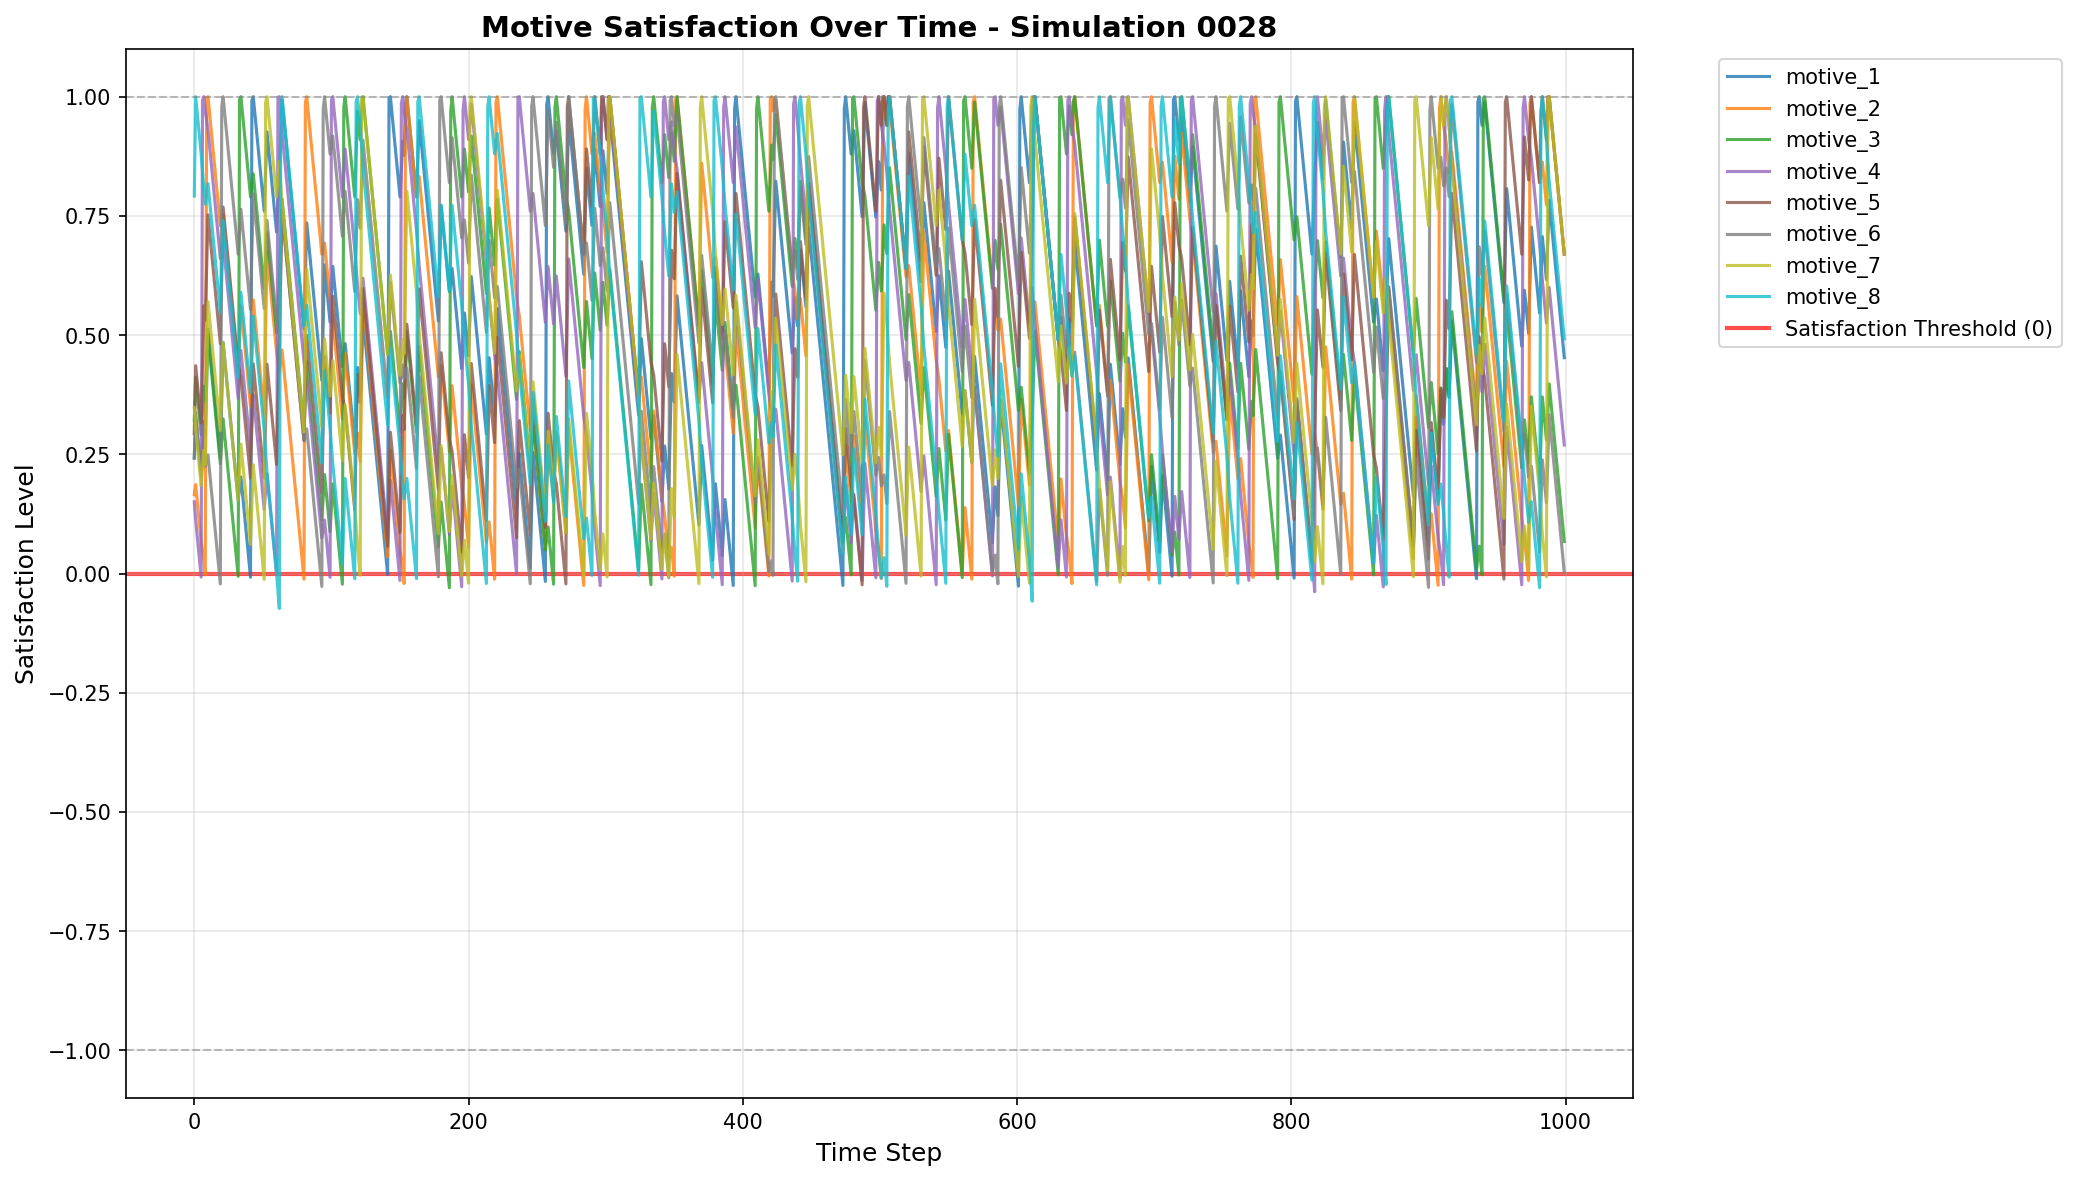 Motive Satisfaction Over Time - Simulation 0028
Satisfaction Level
1.00
0.75
0.50
0.25
0.00
−0.25
−0.50
−0.75
−1.00
0
200
400
600
800
1000
Time Step
motive_1
motive_2
motive_3
motive_4
motive_5
motive_6
motive_7
motive_8
Satisfaction Threshold (0)